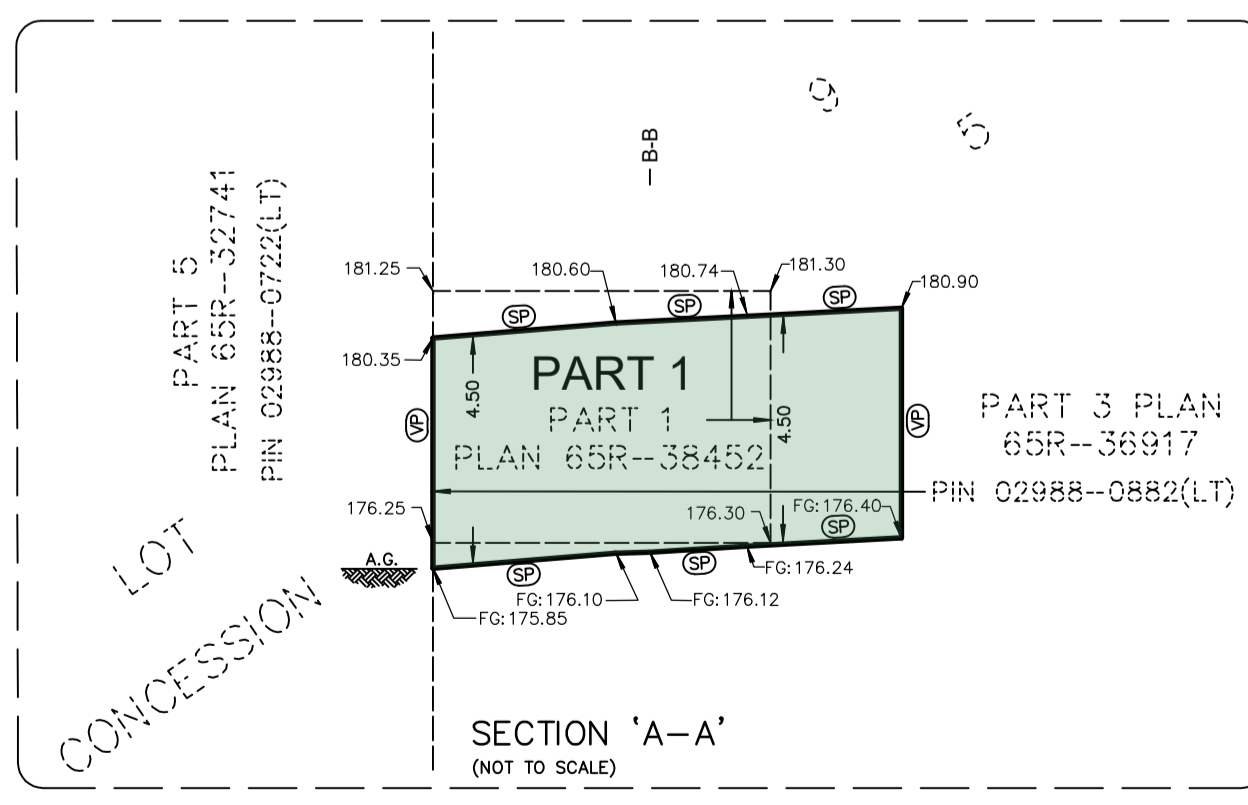 9
5
B-B
PART 5
PLAN 65R--32741
PIN 02988--0722(LT)
181.25
180.60
180.74
181.30
180.90
SP
SP
SP
180.35
4.50
PART 1
PART 1
PLAN 65R--38452
4.50
VP
VP
PART 3 PLAN
65R--36917
PIN 02988--0882(LT)
176.25
176.30
FG:176.40
SP
SP
SP
A.G.
FG:176.24
FG:176.10
FG:176.12
FG:175.85
LOT
CONCESSION
SECTION 'A-A'
(NOT TO SCALE)